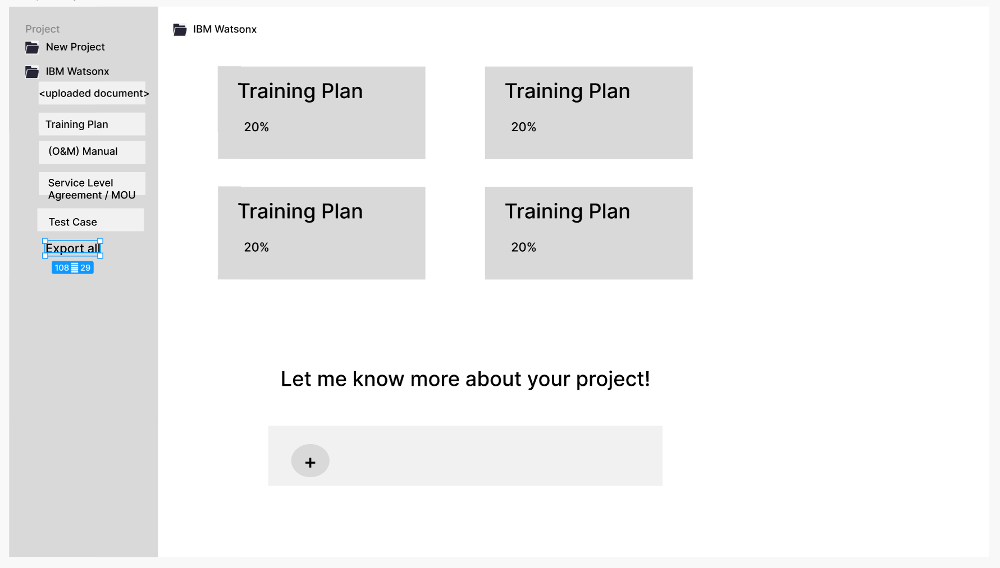 Project
New Project
IBM Watsonx
<uploaded document>
Training Plan
(O&M) Manual
Service Level
Agreement / MOU
Test Case
Export all
108 29
IBM Watsonx
Training Plan
20%
Training Plan
20%
Training Plan
20%
Training Plan
20%
Let me know more about your project!
+